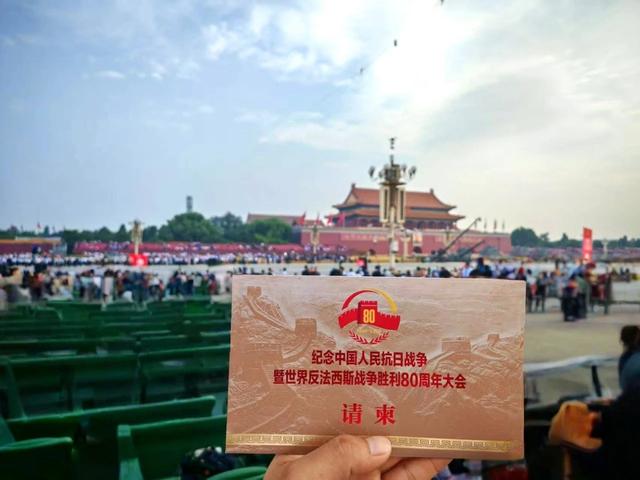 80
纪念中国人民抗日战争
暨世界反法西斯战争胜利80周年大会
请柬